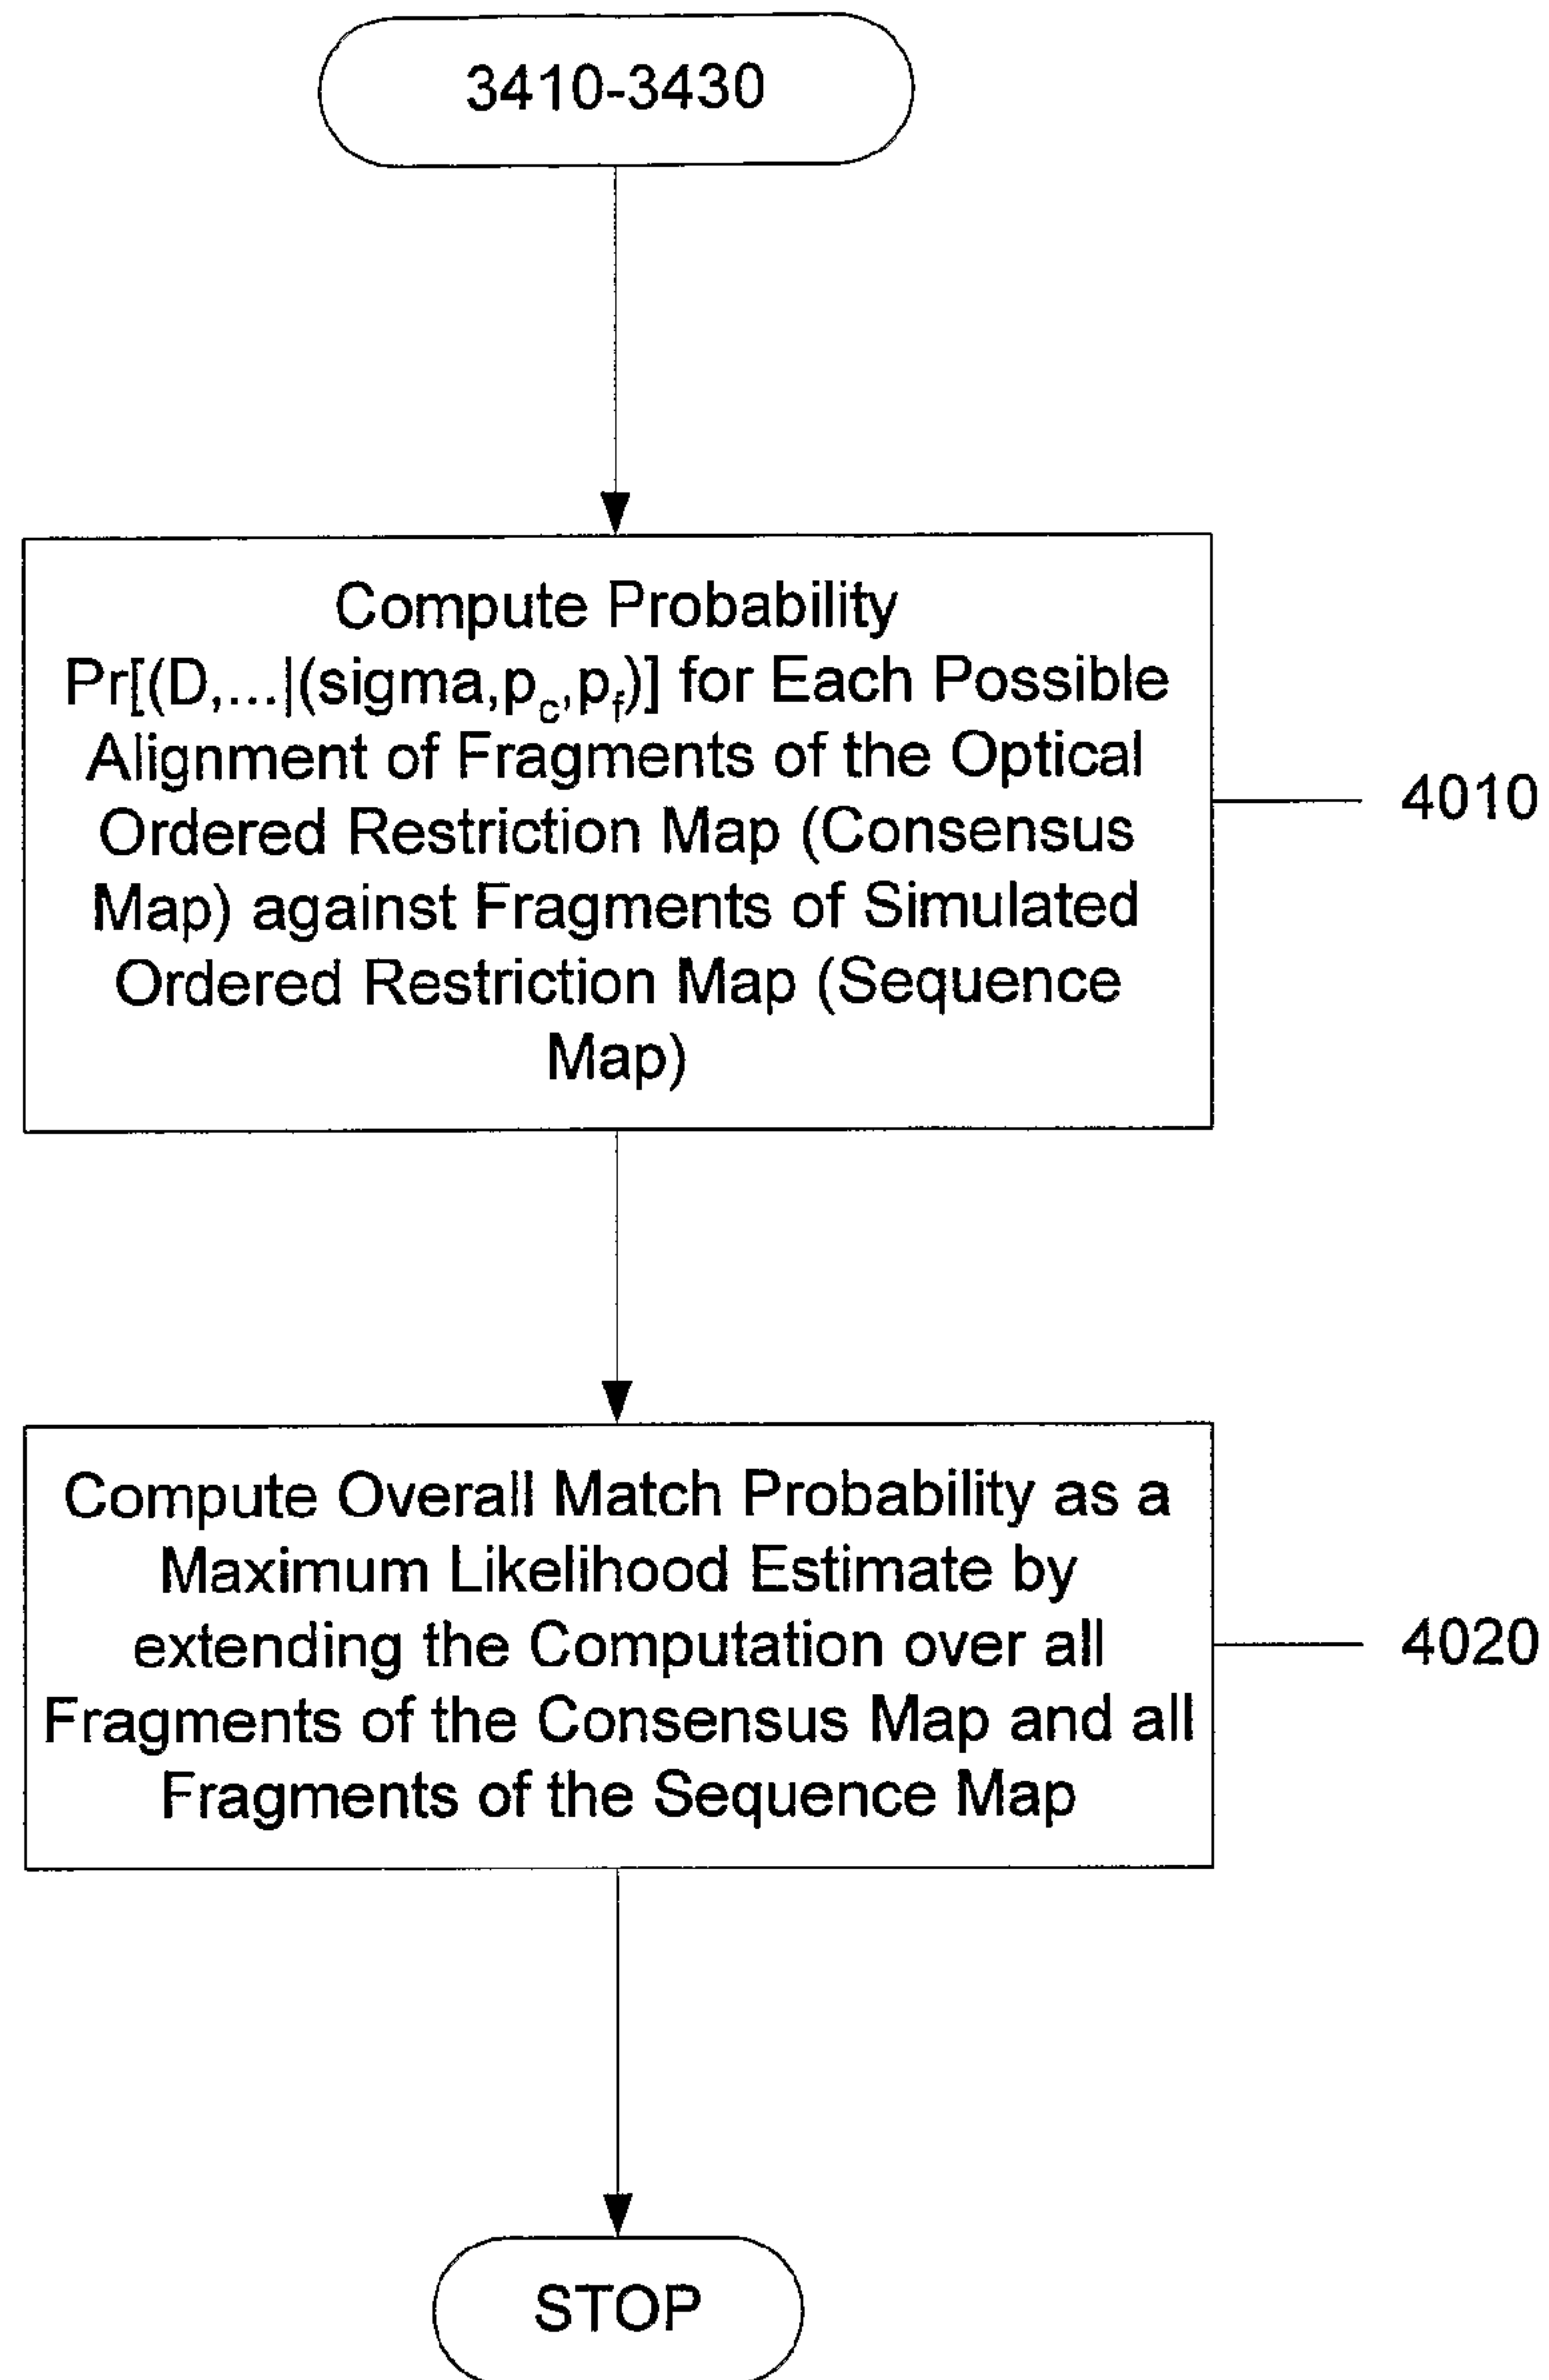 3410-3430
Compute Probability
Pr[(D,...|(sigma,p_c,p_f)] for Each Possible
Alignment of Fragments of the Optical
Ordered Restriction Map (Consensus
Map) against Fragments of Simulated
Ordered Restriction Map (Sequence
Map)
4010
Compute Overall Match Probability as a
Maximum Likelihood Estimate by
extending the Computation over all
Fragments of the Consensus Map and all
Fragments of the Sequence Map
4020
STOP